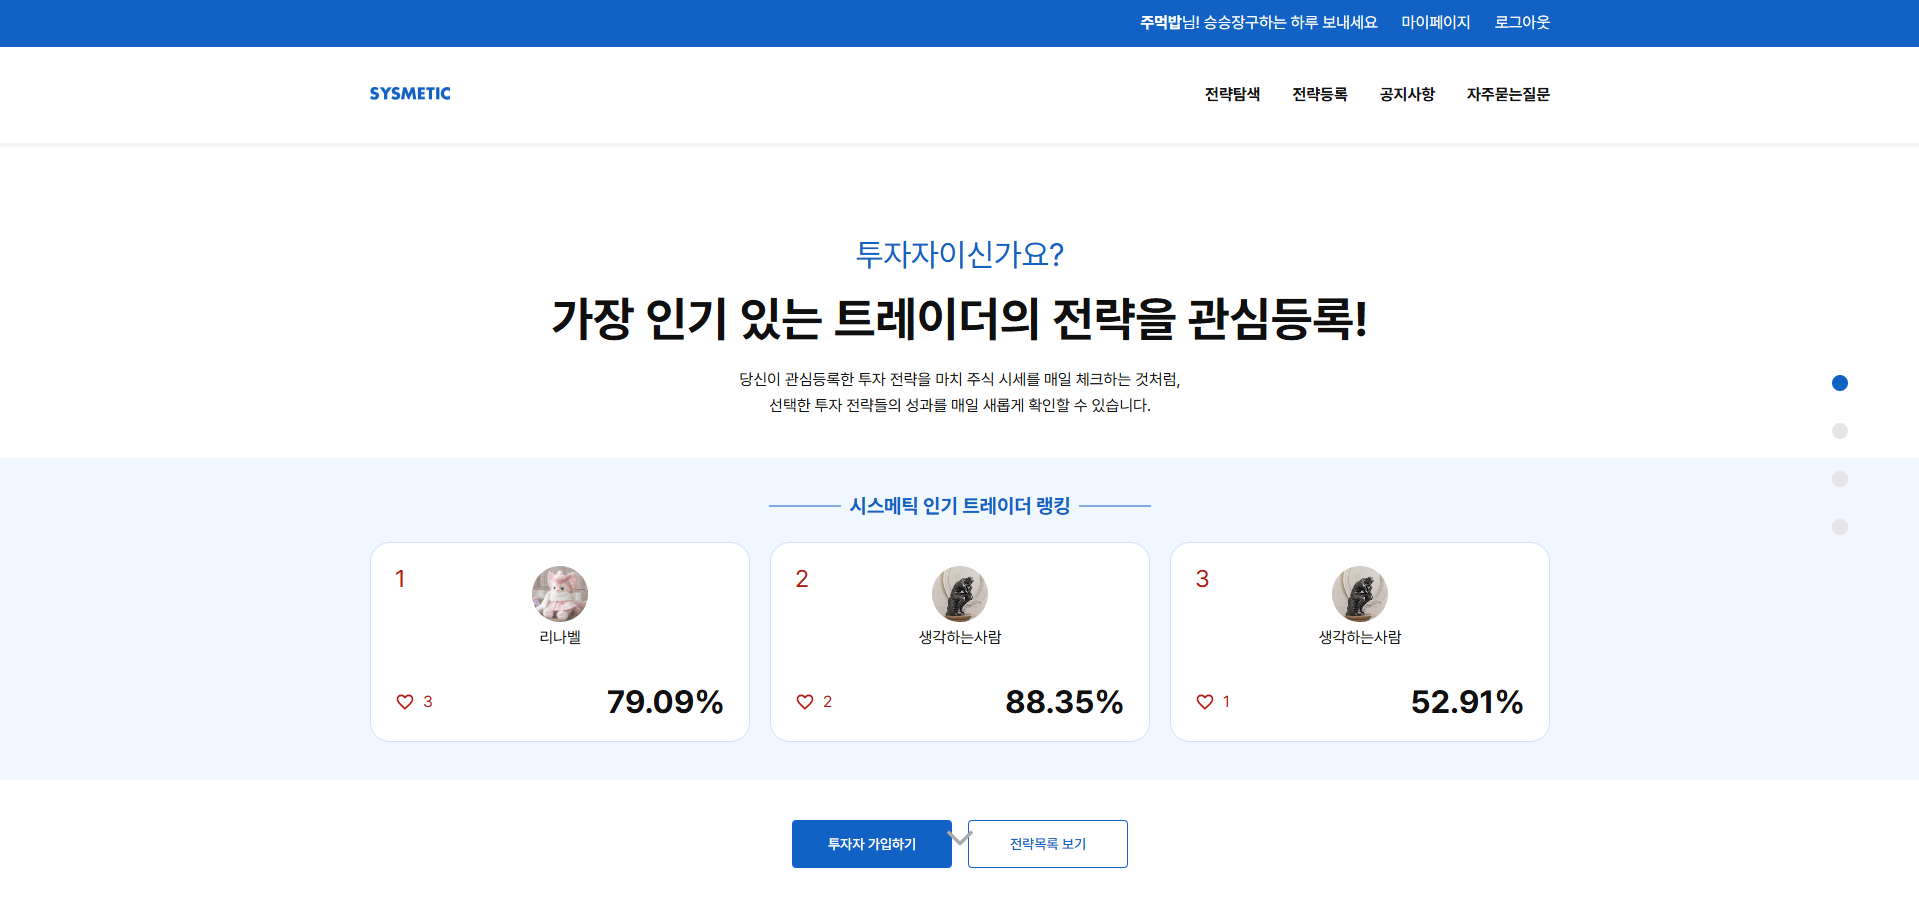 주먹밥님! 승승장구하는 하루 보내세요 마이페이지 로그아웃
SYSMETIC 전략탐색 전략등록 공지사항 자주묻는질문
투자자이신가요?
가장 인기 있는 트레이더의 전략을 관심등록!
당신이 관심등록한 투자 전략을 마치 주식 시세를 매일 체크하는 것처럼,
선택한 투자 전략들의 성과를 매일 새롭게 확인할 수 있습니다.
시스메틱 인기 트레이더 랭킹
1
리나벨
3 79.09%
2
생각하는사람
2 88.35%
3
생각하는사람
1 52.91%
투자자 가입하기 전략목록 보기